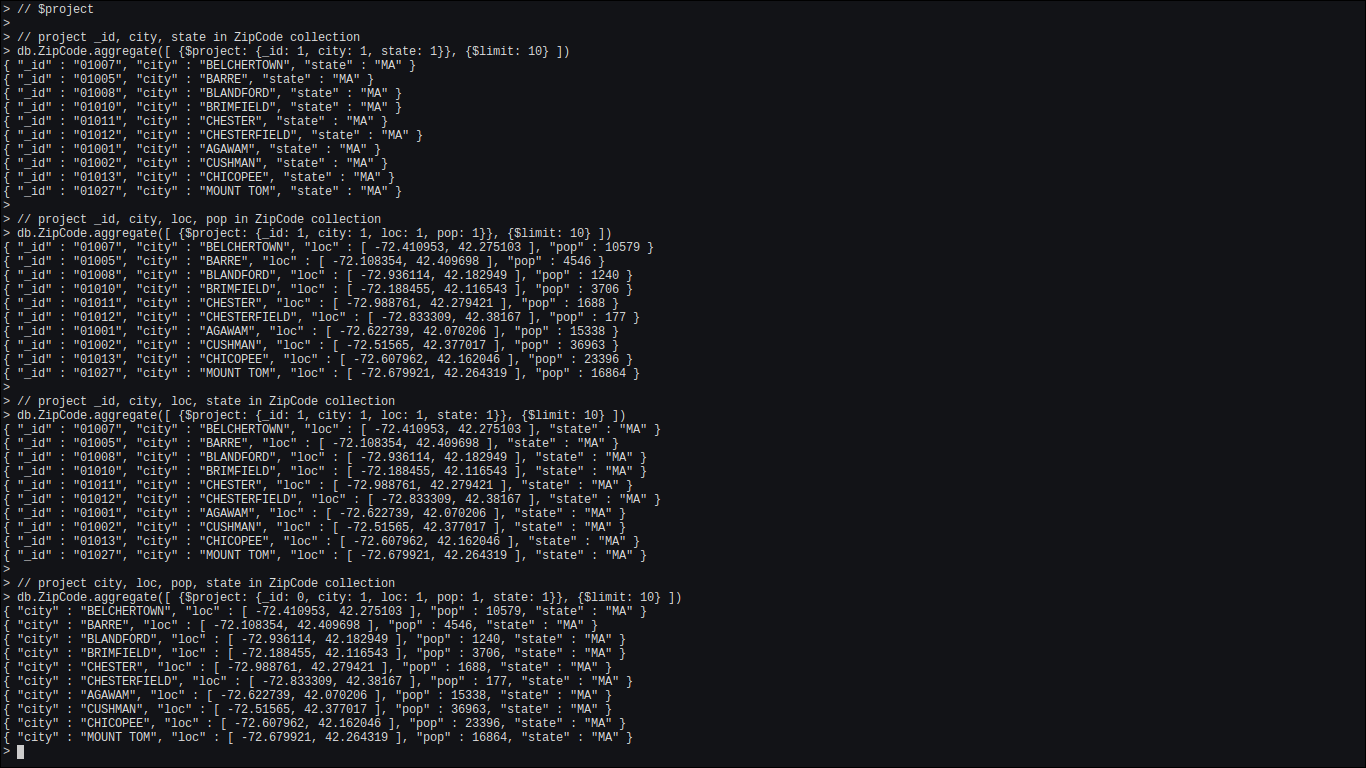 > // $project
>
> // project _id, city, state in ZipCode collection
> db.ZipCode.aggregate([ {$project: {_id: 1, city: 1, state: 1}}, {$limit: 10} ])
{ "_id" : "01007", "city" : "BELCHERTOWN", "state" : "MA" }
{ "_id" : "01005", "city" : "BARRE", "state" : "MA" }
{ "_id" : "01008", "city" : "BLANDFORD", "state" : "MA" }
{ "_id" : "01010", "city" : "BRIMFIELD", "state" : "MA" }
{ "_id" : "01011", "city" : "CHESTER", "state" : "MA" }
{ "_id" : "01012", "city" : "CHESTERFIELD", "state" : "MA" }
{ "_id" : "01001", "city" : "AGAWAM", "state" : "MA" }
{ "_id" : "01002", "city" : "CUSHMAN", "state" : "MA" }
{ "_id" : "01013", "city" : "CHICOPEE", "state" : "MA" }
{ "_id" : "01027", "city" : "MOUNT TOM", "state" : "MA" }
>
> // project _id, city, loc, pop in ZipCode collection
> db.ZipCode.aggregate([ {$project: {_id: 1, city: 1, loc: 1, pop: 1}}, {$limit: 10} ])
{ "_id" : "01007", "city" : "BELCHERTOWN", "loc" : [ -72.410953, 42.275103 ], "pop" : 10579 }
{ "_id" : "01005", "city" : "BARRE", "loc" : [ -72.108354, 42.409698 ], "pop" : 4546 }
{ "_id" : "01008", "city" : "BLANDFORD", "loc" : [ -72.936114, 42.182949 ], "pop" : 1240 }
{ "_id" : "01010", "city" : "BRIMFIELD", "loc" : [ -72.188455, 42.116543 ], "pop" : 3706 }
{ "_id" : "01011", "city" : "CHESTER", "loc" : [ -72.988761, 42.279421 ], "pop" : 1688 }
{ "_id" : "01012", "city" : "CHESTERFIELD", "loc" : [ -72.833309, 42.38167 ], "pop" : 177 }
{ "_id" : "01001", "city" : "AGAWAM", "loc" : [ -72.622739, 42.070206 ], "pop" : 15338 }
{ "_id" : "01002", "city" : "CUSHMAN", "loc" : [ -72.51565, 42.377017 ], "pop" : 36963 }
{ "_id" : "01013", "city" : "CHICOPEE", "loc" : [ -72.607962, 42.162046 ], "pop" : 23396 }
{ "_id" : "01027", "city" : "MOUNT TOM", "loc" : [ -72.679921, 42.264319 ], "pop" : 16864 }
>
> // project _id, city, loc, state in ZipCode collection
> db.ZipCode.aggregate([ {$project: {_id: 1, city: 1, loc: 1, state: 1}}, {$limit: 10} ])
{ "_id" : "01007", "city" : "BELCHERTOWN", "loc" : [ -72.410953, 42.275103 ], "state" : "MA" }
{ "_id" : "01005", "city" : "BARRE", "loc" : [ -72.108354, 42.409698 ], "state" : "MA" }
{ "_id" : "01008", "city" : "BLANDFORD", "loc" : [ -72.936114, 42.182949 ], "state" : "MA" }
{ "_id" : "01010", "city" : "BRIMFIELD", "loc" : [ -72.188455, 42.116543 ], "state" : "MA" }
{ "_id" : "01011", "city" : "CHESTER", "loc" : [ -72.988761, 42.279421 ], "state" : "MA" }
{ "_id" : "01012", "city" : "CHESTERFIELD", "loc" : [ -72.833309, 42.38167 ], "state" : "MA" }
{ "_id" : "01001", "city" : "AGAWAM", "loc" : [ -72.622739, 42.070206 ], "state" : "MA" }
{ "_id" : "01002", "city" : "CUSHMAN", "loc" : [ -72.51565, 42.377017 ], "state" : "MA" }
{ "_id" : "01013", "city" : "CHICOPEE", "loc" : [ -72.607962, 42.162046 ], "state" : "MA" }
{ "_id" : "01027", "city" : "MOUNT TOM", "loc" : [ -72.679921, 42.264319 ], "state" : "MA" }
>
> // project city, loc, pop, state in ZipCode collection
> db.ZipCode.aggregate([ {$project: {_id: 0, city: 1, loc: 1, pop: 1, state: 1}}, {$limit: 10} ])
{ "city" : "BELCHERTOWN", "loc" : [ -72.410953, 42.275103 ], "pop" : 10579, "state" : "MA" }
{ "city" : "BARRE", "loc" : [ -72.108354, 42.409698 ], "pop" : 4546, "state" : "MA" }
{ "city" : "BLANDFORD", "loc" : [ -72.936114, 42.182949 ], "pop" : 1240, "state" : "MA" }
{ "city" : "BRIMFIELD", "loc" : [ -72.188455, 42.116543 ], "pop" : 3706, "state" : "MA" }
{ "city" : "CHESTER", "loc" : [ -72.988761, 42.279421 ], "pop" : 1688, "state" : "MA" }
{ "city" : "CHESTERFIELD", "loc" : [ -72.833309, 42.38167 ], "pop" : 177, "state" : "MA" }
{ "city" : "AGAWAM", "loc" : [ -72.622739, 42.070206 ], "pop" : 15338, "state" : "MA" }
{ "city" : "CUSHMAN", "loc" : [ -72.51565, 42.377017 ], "pop" : 36963, "state" : "MA" }
{ "city" : "CHICOPEE", "loc" : [ -72.607962, 42.162046 ], "pop" : 23396, "state" : "MA" }
{ "city" : "MOUNT TOM", "loc" : [ -72.679921, 42.264319 ], "pop" : 16864, "state" : "MA" }
>